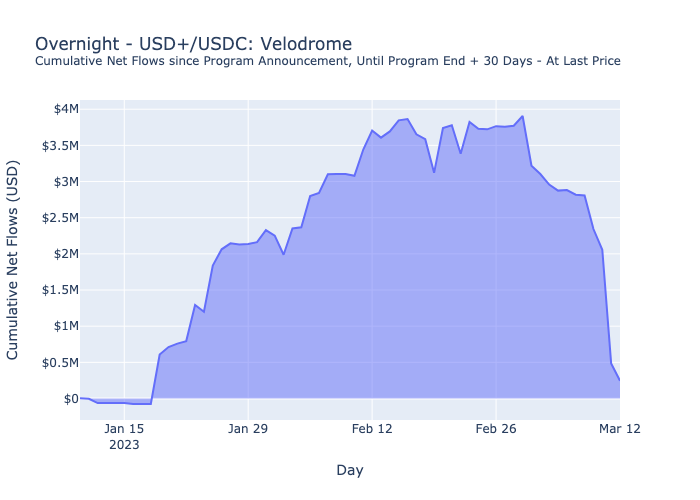 Overnight - USD+/USDC: Velodrome
Cumulative Net Flows since Program Announcement, Until Program End + 30 Days - At Last Price
Cumulative Net Flows (USD)
$4M
$3.5M
$3M
$2.5M
$2M
$1.5M
$1M
$0.5M
$0
Jan 15
2023
Jan 29
Feb 12
Feb 26
Mar 12
Day